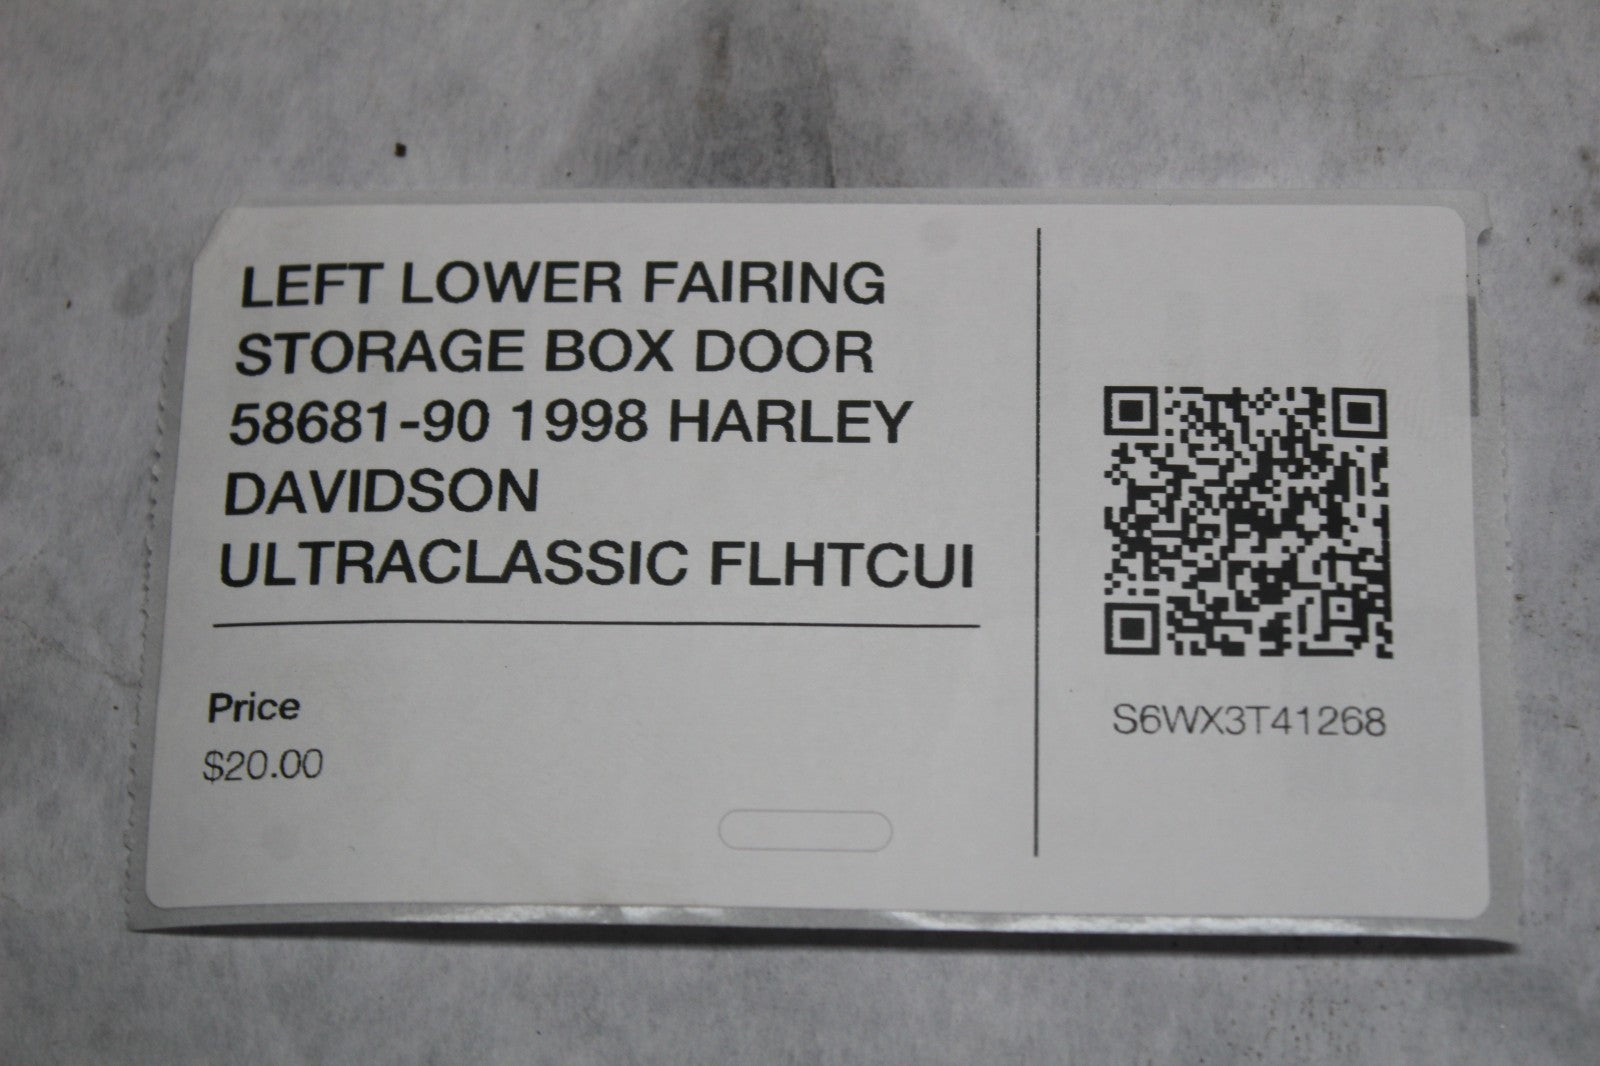 LEFT LOWER FAIRING
STORAGE BOX DOOR
58681-90 1998 HARLEY
DAVIDSON
ULTRACLASSIC FLHTCUI
Price
$20.00
S6WX3T41268